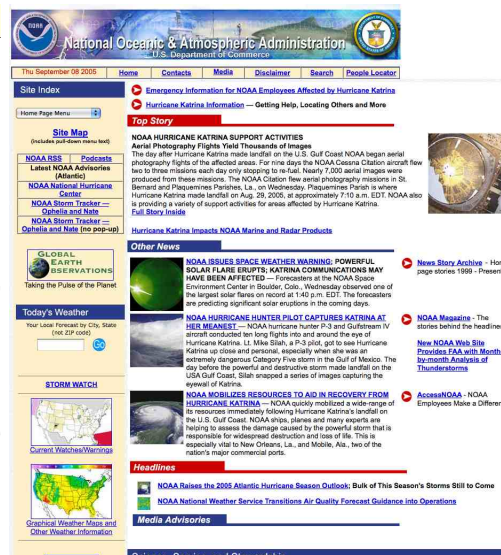 NOAA
National Oceanic & Atmospheric Administration
U.S. Department of Commerce
Thu September 08 2005
Home
Contacts
Media
Disclaimer
Search
People Locator
Site Index
Home Page Menu
Site Map
(includes pull-down menu text)
NOAA RSS
Podcasts
Latest NOAA Advisories
(Atlantic)
NOAA National Hurricane
Center
NOAA Storm Tracker —
Ophelia and Nate
NOAA Storm Tracker —
Ophelia and Nate (no pop-up)
GLOBAL
EARTH
OBSERVATIONS
Taking the Pulse of the Planet
Today's Weather
Your Local Forecast by City, State
(not ZIP code)
Go
STORM WATCH
Current Watches/Warnings
Graphical Weather Maps and
Other Weather Information
Emergency Information for NOAA Employees Affected by Hurricane Katrina
Hurricane Katrina Information — Getting Help, Locating Others and More
Top Story
NOAA HURRICANE KATRINA SUPPORT ACTIVITIES
Aerial Photography Flights Yield Thousands of Images
The day after Hurricane Katrina made landfall on the U.S. Gulf Coast NOAA began aerial
photography flights of the affected areas. For nine days the NOAA Cessna Citation aircraft flew
two to three missions each day only stopping to re-fuel. Nearly 7,000 aerial images were
produced from these missions. The NOAA Citation flew aerial photography missions in St.
Bernard and Plaquemines Parishes, La., on Wednesday. Plaquemines Parish is where
Hurricane Katrina made landfall on Aug. 29, 2005, at approximately 7:10 a.m. EDT. NOAA also
is providing a variety of support activities for areas affected by Hurricane Katrina.
Full Story Inside
Hurricane Katrina Impacts NOAA Marine and Radar Products
Other News
NOAA ISSUES SPACE WEATHER WARNING: POWERFUL
SOLAR FLARE ERUPTS; KATRINA COMMUNICATIONS MAY
HAVE BEEN AFFECTED — Forecasters at the NOAA Space
Environment Center in Boulder, Colo., Wednesday observed one of
the largest solar flares on record at 1:40 p.m. EDT. The forecasters
are predicting significant solar eruptions in the coming days.
NOAA HURRICANE HUNTER PILOT CAPTURES KATRINA AT
HER MEANEST — NOAA hurricane hunter P-3 and Gulfstream IV
aircraft conducted ten long flights into and around the eye of
Hurricane Katrina. Lt. Mike Silah, a P-3 pilot, got to see Hurricane
Katrina up close and personal, especially when she was an
extremely dangerous Category Five storm in the Gulf of Mexico. The
day before the powerful and destructive storm made landfall on the
USA Gulf Coast, Silah snapped a series of images capturing the
eyewall of Katrina.
NOAA MOBILIZES RESOURCES TO AID IN RECOVERY FROM
HURRICANE KATRINA — NOAA quickly mobilized a wide-range of
its resources immediately following Hurricane Katrina's landfall on
the U.S. Gulf Coast. NOAA ships, planes and many experts are
helping to assess the damage caused by the powerful storm that is
responsible for widespread destruction and loss of life. This is
especially vital to New Orleans, La., and Mobile, Ala., two of the
nation's major commercial ports.
News Story Archive - Hom
page stories 1999 - Present
NOAA Magazine - The
stories behind the headlines
New NOAA Web Site
Provides FAA with Month-
by-month Analysis of
Thunderstorms
AccessNOAA - NOAA
Employees Make a Differen
Headlines
NOAA Raises the 2005 Atlantic Hurricane Season Outlook; Bulk of This Season's Storms Still to Come
NOAA National Weather Service Transitions Air Quality Forecast Guidance into Operations
Media Advisories